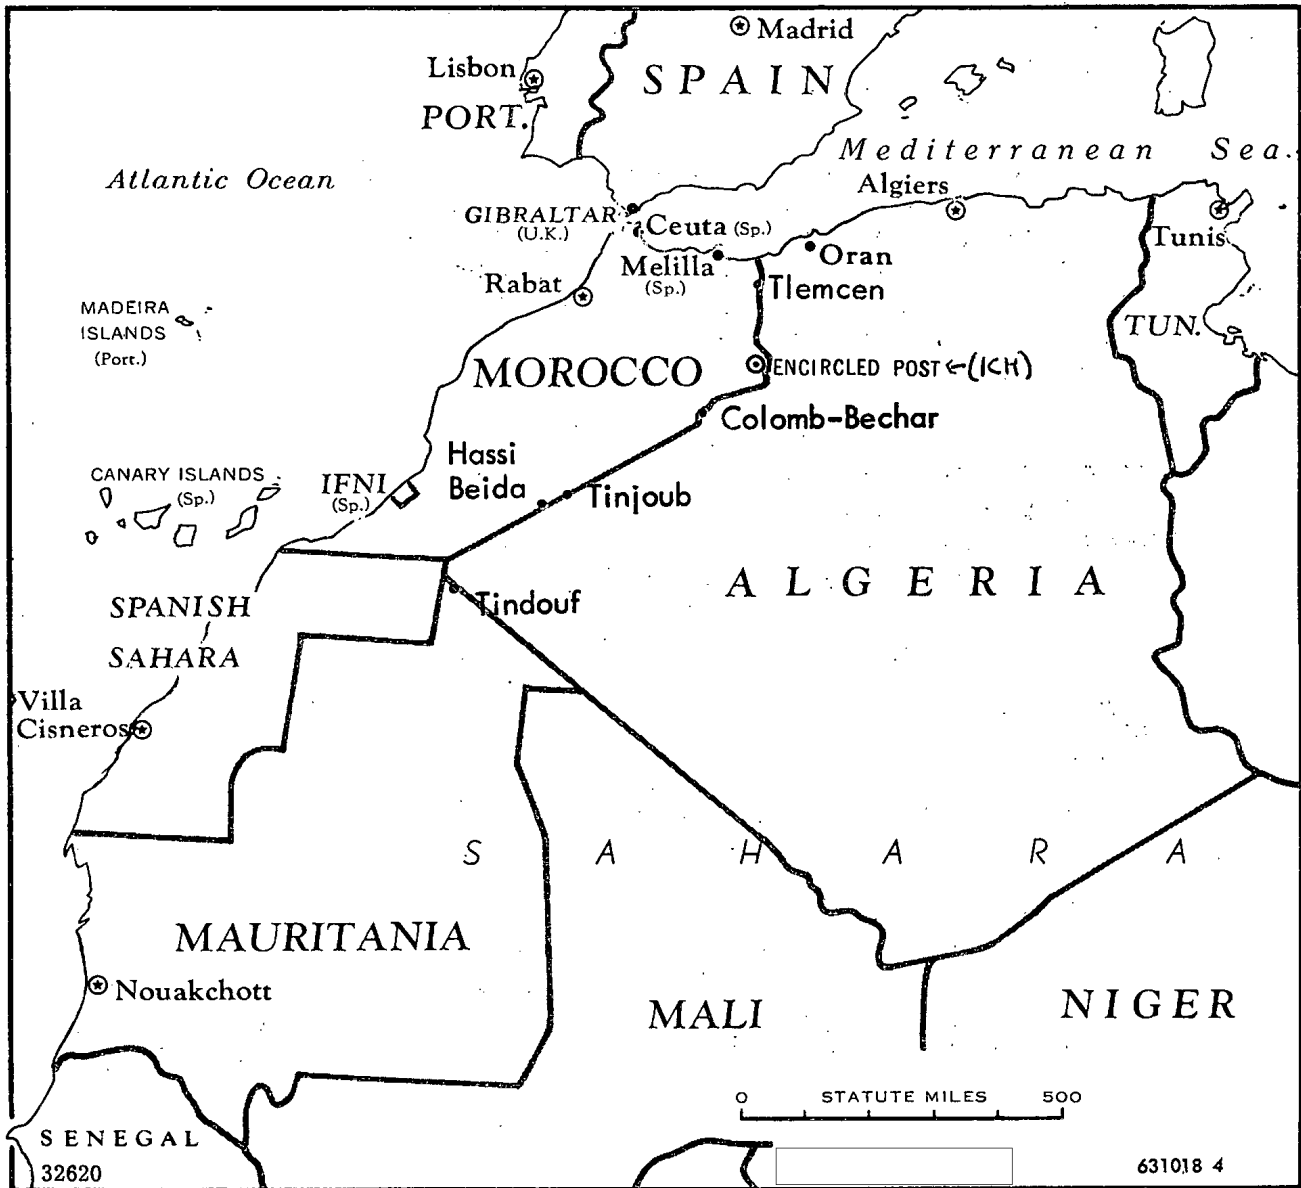 Madrid
Lisbon
SPAIN
PORT.
Mediterranean Sea
Atlantic Ocean
Algiers
GIBRALTAR
(U.K.)
Ceuta (Sp.)
Tunis
Oran
Melilla
(Sp.)
Rabat
Tlemcen
MADEIRA
ISLANDS
(Port.)
TUN.
MOROCCO
ENCIRCLED POST ←(ICH)
Colomb-Bechar
Hassi
Beida
CANARY ISLANDS
(Sp.)
IFNI
(Sp.)
Tinjoub
ALGERIA
SPANISH
SAHARA
Tindouf
Villa
Cisneros
SAHARA
MAURITANIA
Nouakchott
MALI
NIGER
0 STATUTE MILES 500
SENEGAL
32620
631018 4